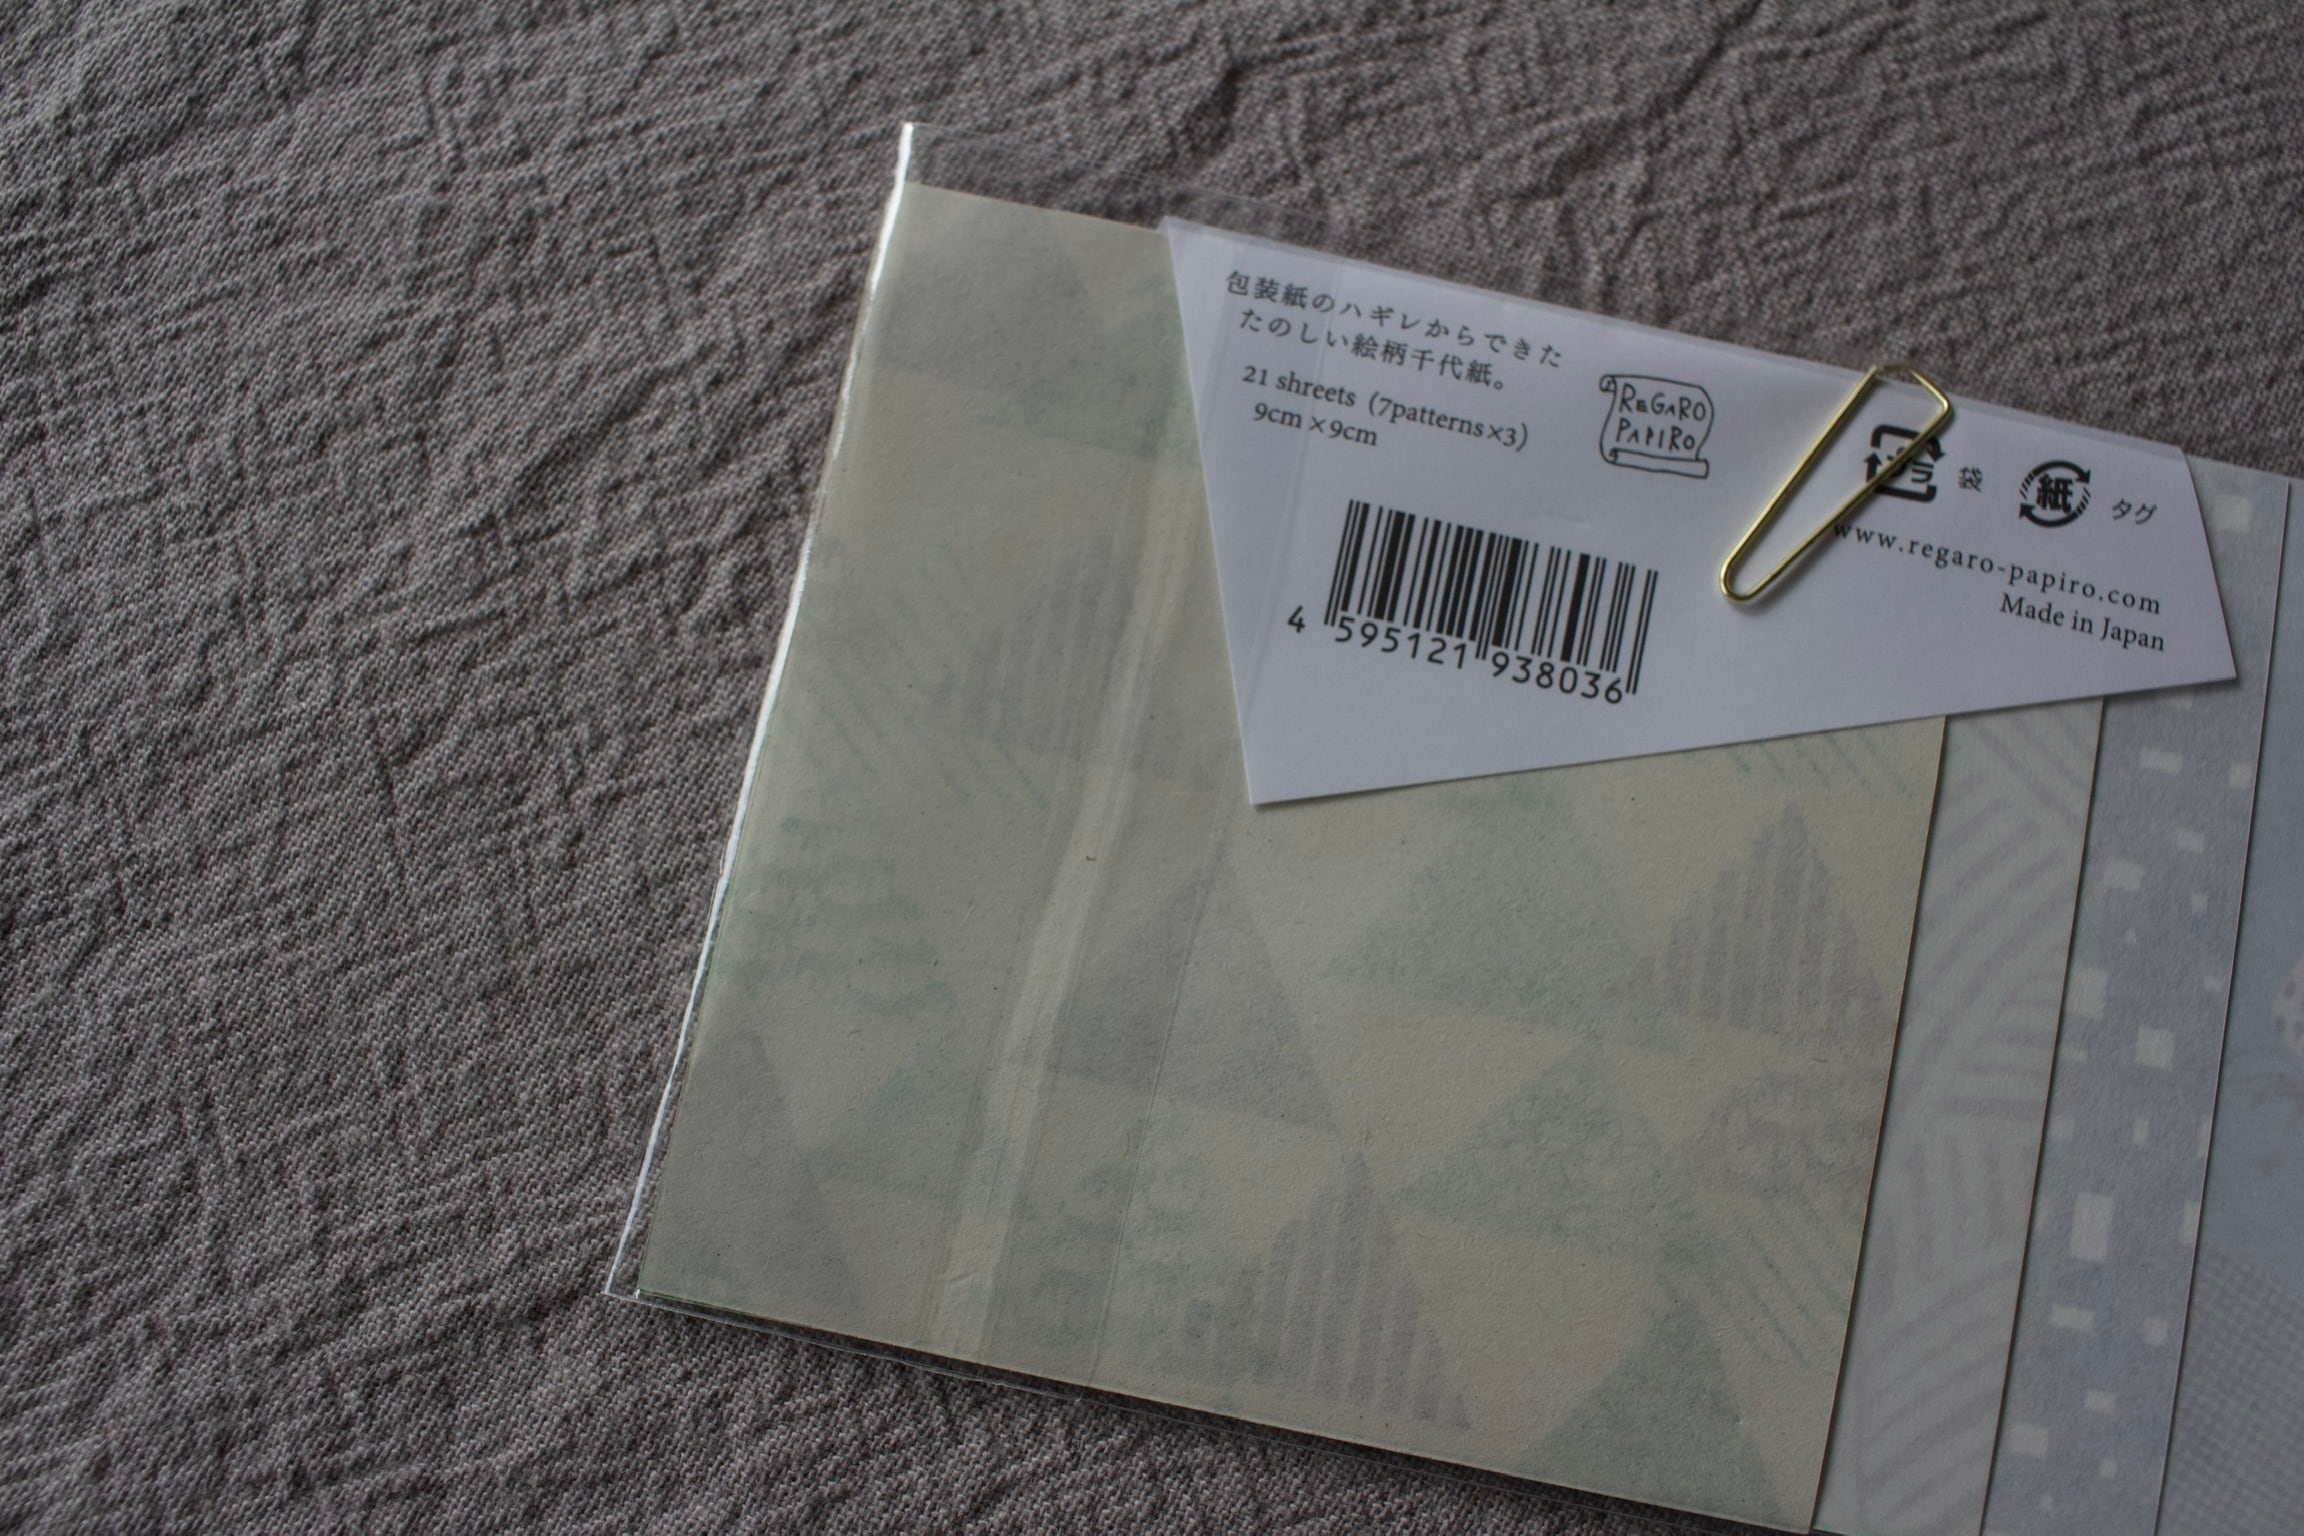 包装紙のハギレからできた
たのしい絵柄千代紙。
21 shreets (7patterns×3)
9cm×9cm
REGARO
PAPIRO
プラ 袋 紙 タグ
www.regaro-papiro.com
Made in Japan
4 595121 938036